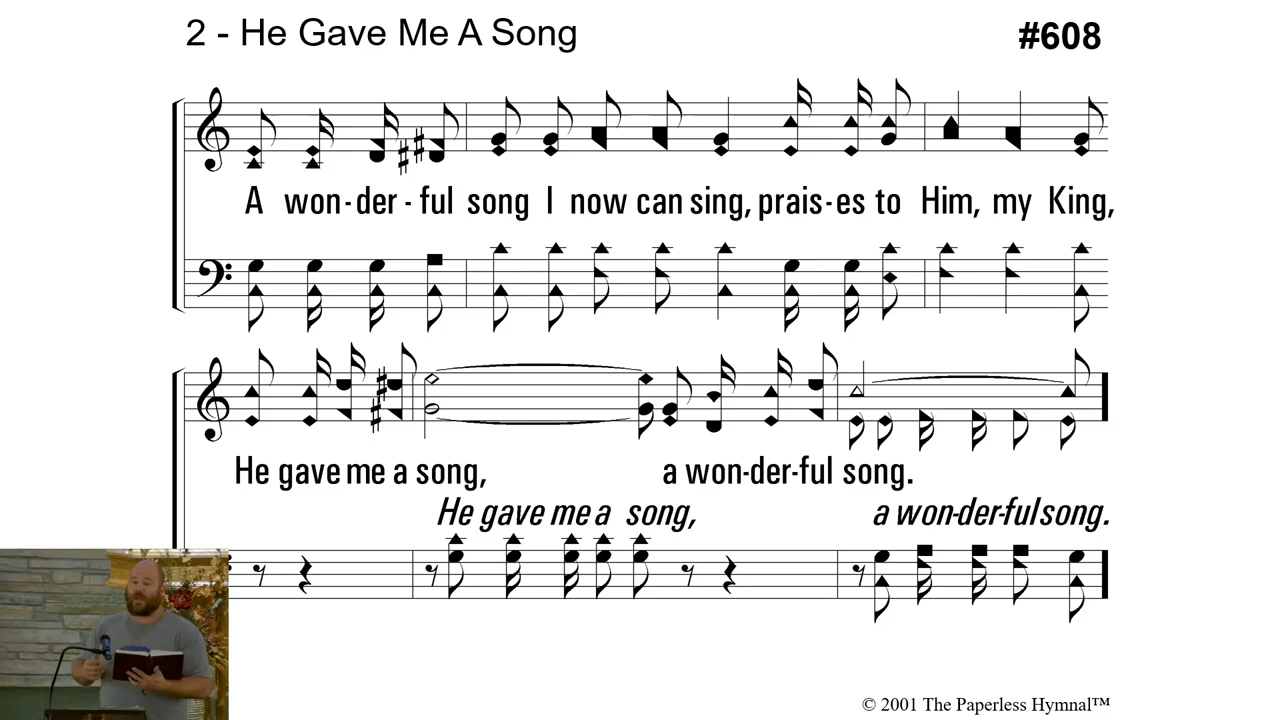 2 - He Gave Me A Song
#608
A won-der-ful song I now can sing, prais-es to Him, my King,
He gave me a song, a won-der-ful song.
He gave me a song, a won-der-ful song.
© 2001 The Paperless Hymnal™